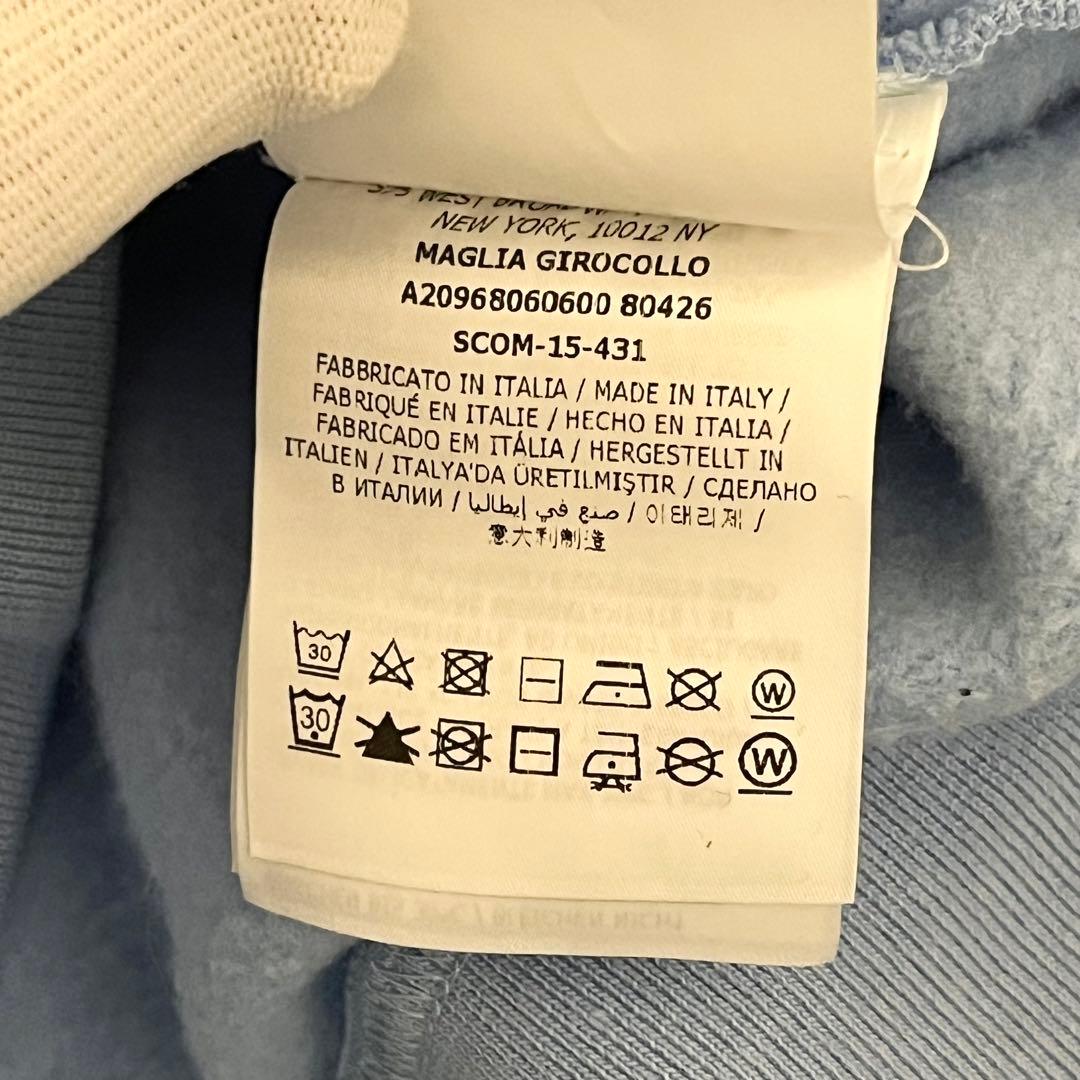 NEW YORK, 10012 NY
MAGLIA GIROCOLLO
A20968060600 80426
SCOM-15-431
FABBRICATO IN ITALIA / MADE IN ITALY /
FABRIQUÉ EN ITALIE / HECHO EN ITALIA /
FABRICADO EM ITÁLIA / HERGESTELLT IN
ITALIEN / ITALYA'DA ÜRETILMIŞTIR / СДЕЛАНО
В ИТАЛИИ / صنع في إيطاليا / 이태리제 /
意大利制造
30 W
30 W